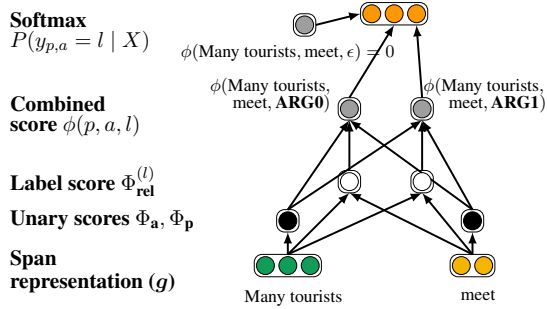 Softmax
P(y_{p,a} = l | X)
ϕ(Many tourists, meet, ϵ) = 0
ϕ(Many tourists,
meet, ARG0)
ϕ(Many tourists,
meet, ARG1)
Combined
score ϕ(p, a, l)
Label score Φ_rel^(l)
Unary scores Φ_a, Φ_p
Span
representation (g)
Many tourists
meet